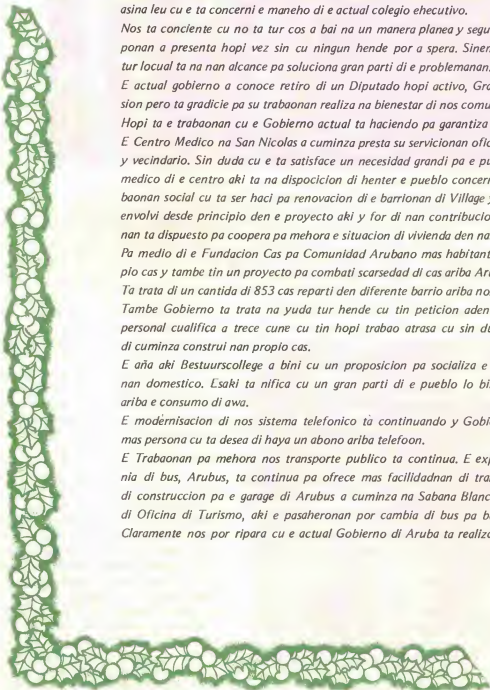 asina leu cu e ta concerni e maneho di e actual colegio ehecutivo.
Nos ta conciente cu no ta tur cos a bai na un manera planea y segu
ponan a presenta hopi vez sin cu ningun hende por a spera. Sinem
tur locual ta na nan alcance pa soluciona gran parti di e problemanan.
E actual gobierno a conoce retiro di un Diputado hopi activo, Gra
sion pero ta gradicie pa su trabaonan realiza na bienestar di nos comu
Hopi ta e trabaonan cu e Gobierno actual ta haciendo pa garantiza
E Centro Medico na San Nicolas a cuminza presta su servicionan ofic
y vecindario. Sin duda cu e ta satisface un necesidad grandi pa e pu
medico di e centro aki ta na dispocicion di henter e pueblo concern
baonan social cu ta ser haci pa renovacion di e barrionan di Village y
envolvi desde principio den e proyecto aki y for di nan contribucio
nan ta dispuesto pa coopera pa mehora e situacion di vivienda den na
Pa medio di e Fundacion Cas pa Comunidad Arubano mas habitant
pio cas y tambe tin un proyecto pa combati scarsedad di cas ariba Ar
Ta trata di un cantida di 853 cas reparti den diferente barrio ariba no
Tambe Gobierno ta trata na yuda tur hende cu tin peticion aden
personal cualifica a trece cune cu tin hopi trabao atrasa cu sin du
di cuminza construi nan propio cas.
E aña aki Bestuurscollege a bini cu un proposicion pa socializa e
nan domestico. Esaki ta nifica cu un gran parti di e pueblo lo bi
ariba e consumo di awa.
E modernisacion di nos sistema telefonico ta continuando y Gobi
mas persona cu ta desea di haya un abono ariba telefoon.
E Trabaonan pa mehora nos transporte publico ta continua. E exp
nia di bus, Arubus, ta continua pa ofrece mas facilidadnan di tra
di construccion pa e garage di Arubus a cuminza na Sabana Blanc
di Oficina di Turismo, aki e pasaheronan por cambia di bus pa b
Claramente nos por ripara cu e actual Gobierno di Aruba ta realiza